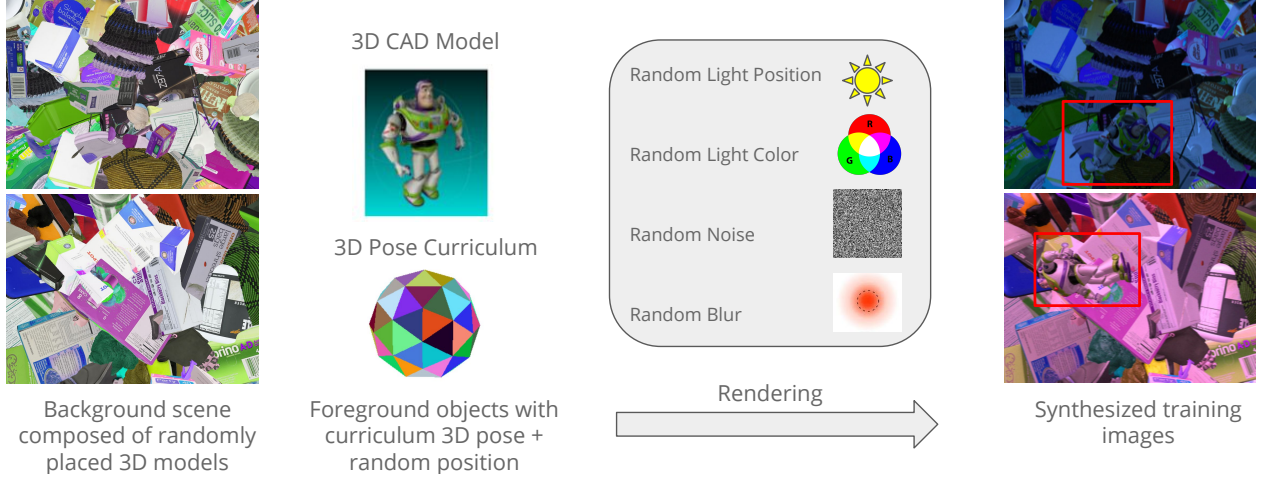 3D CAD Model
3D Pose Curriculum
Random Light Position
Random Light Color
R
G
B
Random Noise
Random Blur
Rendering
Background scene
composed of randomly
placed 3D models
Foreground objects with
curriculum 3D pose +
random position
Synthesized training
images